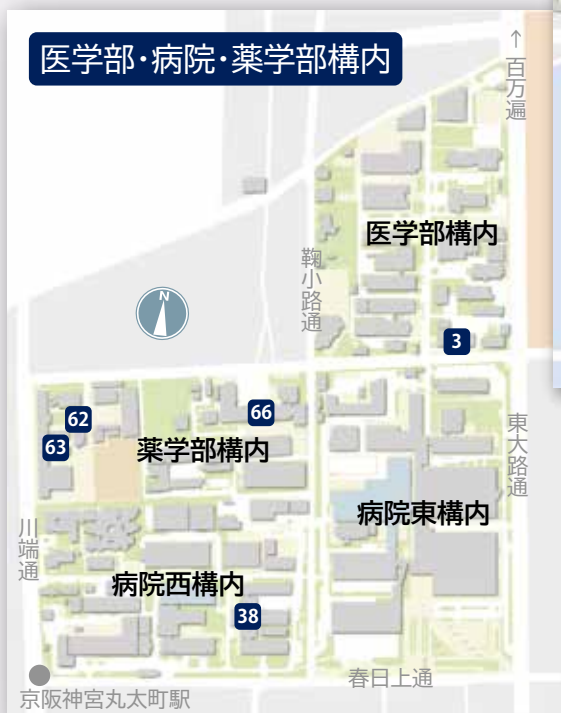 医学部・病院・薬学部構内
↑百万遍
医学部構内
鞠小路通
N
3
62
66
63
薬学部構内
東大路通
病院東構内
川端通
病院西構内
38
春日上通
京阪神宮丸太町駅